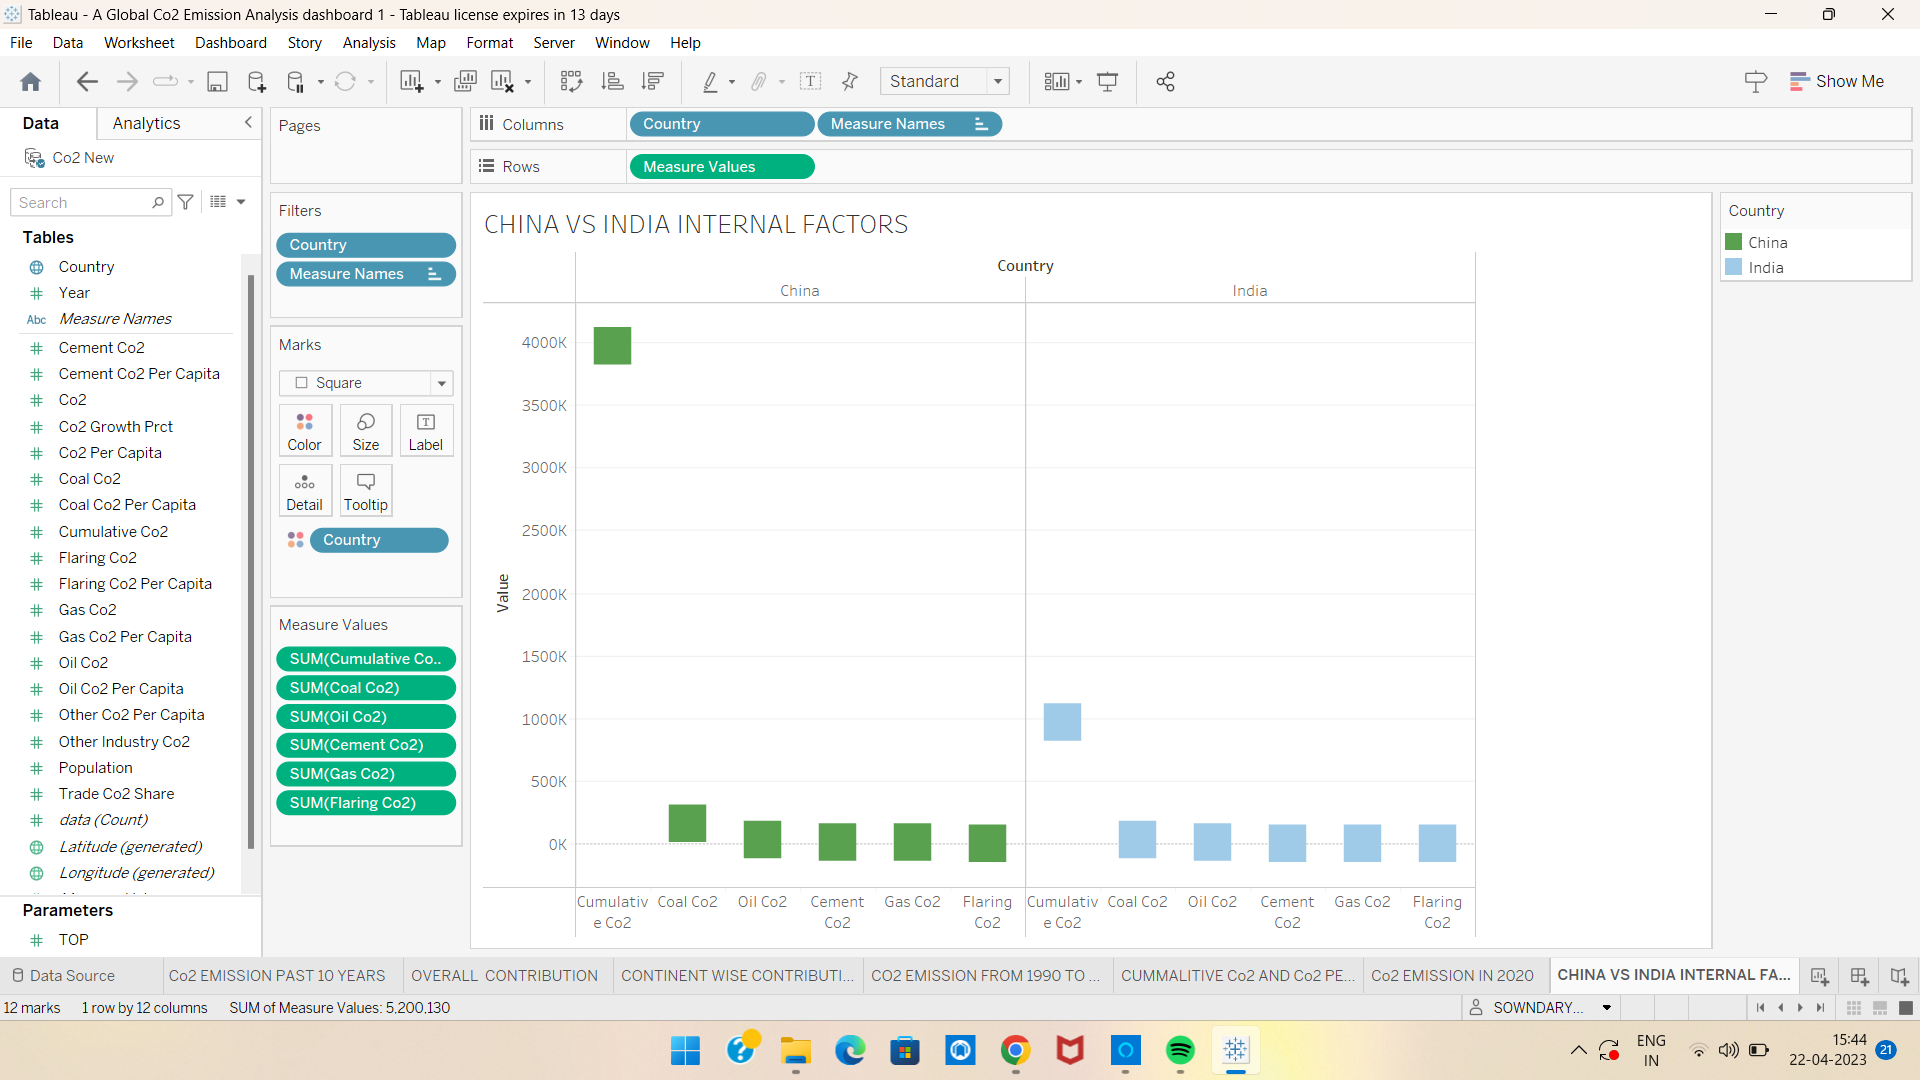 Tableau - A Global Co2 Emission Analysis dashboard 1 - Tableau license expires in 13 days
File Data Worksheet Dashboard Story Analysis Map Format Server Window Help
Standard
Show Me
Data Analytics
Co2 New
Search
Tables
Country
Year
Abc Measure Names
Cement Co2
Cement Co2 Per Capita
Co2
Co2 Growth Prct
Co2 Per Capita
Coal Co2
Coal Co2 Per Capita
Cumulative Co2
Flaring Co2
Flaring Co2 Per Capita
Gas Co2
Gas Co2 Per Capita
Oil Co2
Oil Co2 Per Capita
Other Co2 Per Capita
Other Industry Co2
Population
Trade Co2 Share
data (Count)
Latitude (generated)
Longitude (generated)
Parameters
TOP
Pages
Filters
Country
Measure Names
Marks
Square
Color Size Label
Detail Tooltip
Country
Measure Values
SUM(Cumulative Co..
SUM(Coal Co2)
SUM(Oil Co2)
SUM(Cement Co2)
SUM(Gas Co2)
SUM(Flaring Co2)
Columns Country Measure Names
Rows Measure Values
CHINA VS INDIA INTERNAL FACTORS
Country
China India
Value
4000K
3500K
3000K
2500K
2000K
1500K
1000K
500K
0K
Cumulativ Coal Co2 Oil Co2 Cement Gas Co2 Flaring Cumulativ Coal Co2 Oil Co2 Cement Gas Co2 Flaring
e Co2 Co2 Co2 e Co2 Co2 Co2
Country
China
India
Data Source Co2 EMISSION PAST 10 YEARS OVERALL CONTRIBUTION CONTINENT WISE CONTRIBUTI... CO2 EMISSION FROM 1990 TO ... CUMMALITIVE Co2 AND Co2 PE... Co2 EMISSION IN 2020 CHINA VS INDIA INTERNAL FA...
12 marks 1 row by 12 columns SUM of Measure Values: 5,200,130 SOWNDARY...
ENG
IN
15:44
22-04-2023
21